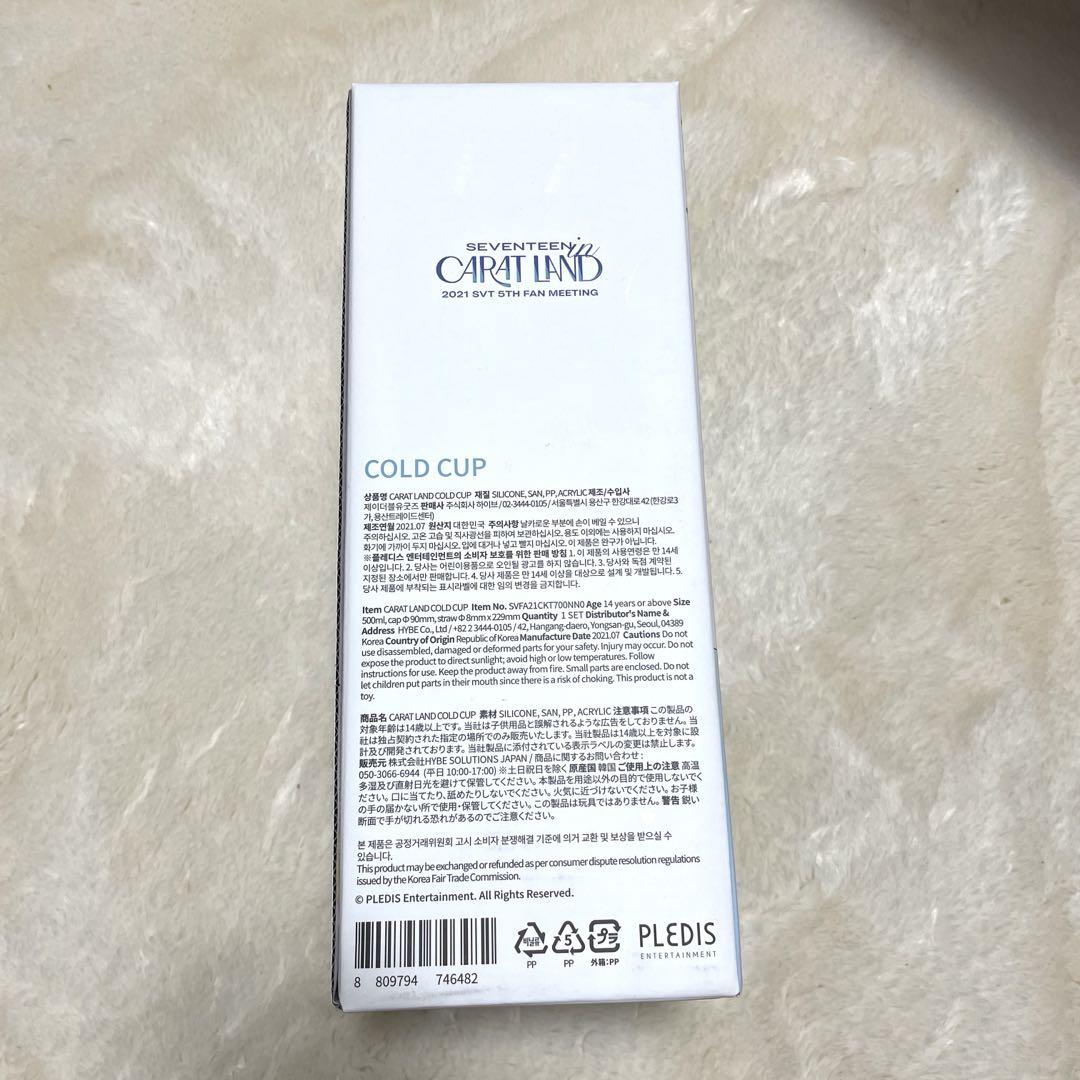 SEVENTEEN in
CARAT LAND
2021 SVT 5TH FAN MEETING
COLD CUP
상품명 CARAT LAND COLD CUP 재질 SILICONE, SAN, PP, ACRYLIC 제조/수입사
제이더블유굿즈 판매사 주식회사 하이브 / 02-3444-0105 / 서울특별시 용산구 한강대로 42 (한강로3
가, 용산트레이드센터)
제조연월 2021.07 원산지 대한민국 주의사항 날카로운 부분에 손이 베일 수 있으니
주의하십시오. 고온 고습 및 직사광선을 피하여 보관하십시오. 용도 이외에는 사용하지 마십시오.
화기에 가까이 두지 마십시오. 입에 대거나 넣고 빨지 마십시오. 이 제품은 완구가 아닙니다.
※플레디스 엔터테인먼트의 소비자 보호를 위한 판매 방침 1. 이 제품의 사용연령은 만 14세
이상입니다. 2. 당사는 어린이용품으로 오인될 광고를 하지 않습니다. 3. 당사와 독점 계약된
지정된 장소에서만 판매합니다. 4. 당사 제품은 만 14세 이상을 대상으로 설계 및 개발됩니다. 5.
당사 제품에 부착되는 표시라벨에 대한 임의 변경을 금지합니다.
Item CARAT LAND COLD CUP Item No. SVFA21CKT700NN0 Age 14 years or above Size
500ml, cap Φ 90mm, straw Φ 8mm x 229mm Quantity 1 SET Distributor's Name &
Address HYBE Co., Ltd / +82 2 3444-0105 / 42, Hangang-daero, Yongsan-gu, Seoul, 04389
Korea Country of Origin Republic of Korea Manufacture Date 2021.07 Cautions Do not
use disassembled, damaged or deformed parts for your safety. Injury may occur. Do not
expose the product to direct sunlight; avoid high or low temperatures. Follow
instructions for use. Keep the product away from fire. Small parts are enclosed. Do not
let children put parts in their mouth since there is a risk of choking. This product is not a
toy.
商品名 CARAT LAND COLD CUP 素材 SILICONE, SAN, PP, ACRYLIC 注意事項 この製品の
対象年齢は14歳以上です。当社は子供用品と誤解されるような広告をしておりません。当
社は独占契約された指定の場所でのみ販売いたします。当社製品は14歳以上を対象に設
計及び開発されております。当社製品に添付されている表示ラベルの変更は禁止します。
販売元 株式会社HYBE SOLUTIONS JAPAN / 商品に関するお問い合わせ :
050-3066-6944 (平日 10:00-17:00) ※土日祝日を除く 原産国 韓国 ご使用上の注意 高温
多湿及び直射日光を避けて保管してください。本製品を用途以外の目的で使用しないでく
ださい。口に当てたり、舐めたりしないでください。火気に近づけないでください。お子様
の手の届かない所で使用・保管してください。この製品は玩具ではありません。警告 鋭い
断面で手が切れる恐れがあるのでご注意ください。
본 제품은 공정거래위원회 고시 소비자 분쟁해결 기준에 의거 교환 및 보상을 받으실 수
있습니다.
This product may be exchanged or refunded as per consumer dispute resolution regulations
issued by the Korea Fair Trade Commission.
© PLEDIS Entertainment. All Rights Reserved.
8 809794 746482
비닐류
PP
5
PP
プラ
外箱:PP
PLEDIS
ENTERTAINMENT